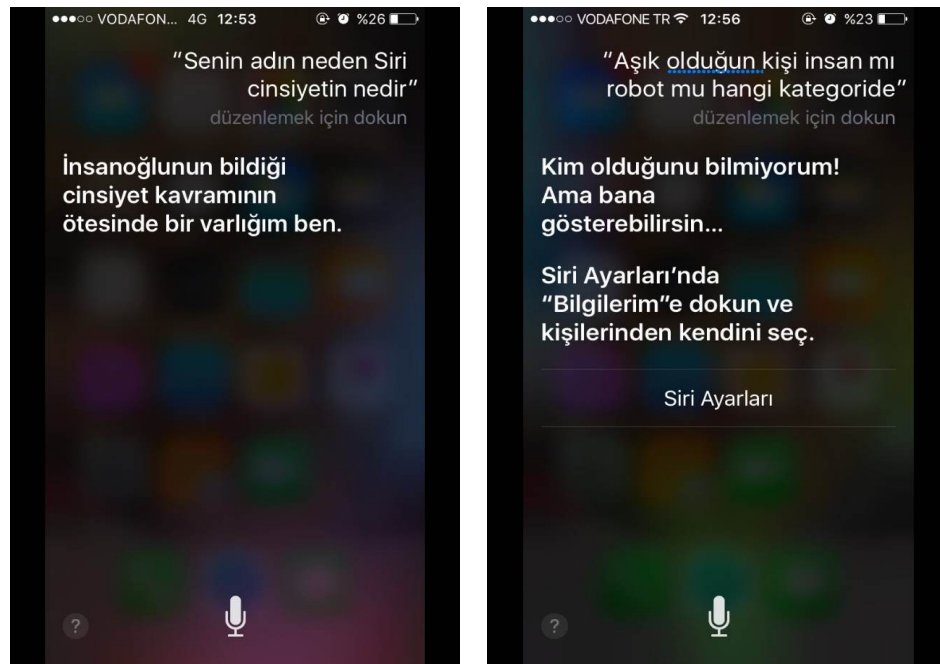 ●●●○○ VODAFON... 4G 12:53 %26
"Senin adın neden Siri
cinsiyetin nedir"
düzenlemek için dokun
İnsanoğlunun bildiği
cinsiyet kavramının
ötesinde bir varlığım ben.
?
●●●○○ VODAFONE TR 12:56 %23
"Aşık olduğun kişi insan mı
robot mu hangi kategoride"
düzenlemek için dokun
Kim olduğunu bilmiyorum!
Ama bana
gösterebilirsin...
Siri Ayarları'nda
"Bilgilerim"e dokun ve
kişilerinden kendini seç.
Siri Ayarları
?